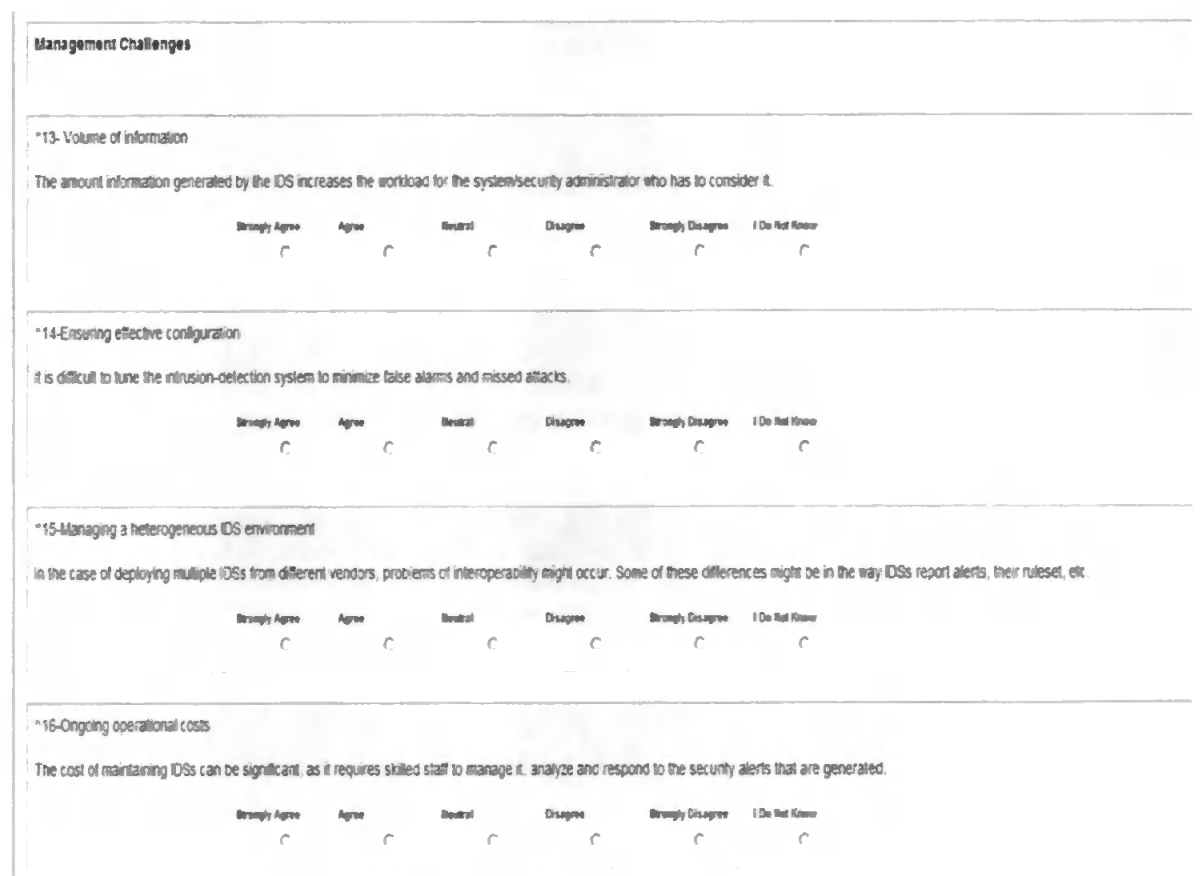 Management Challenges
*13- Volume of information
The amount information generated by the IDS increases the workload for the system/security administrator who has to consider it.
Strongly Agree Agree Neutral Disagree Strongly Disagree I Do Not Know
*14-Ensuring effective configuration
It is difficult to tune the intrusion-detection system to minimize false alarms and missed attacks.
Strongly Agree Agree Neutral Disagree Strongly Disagree I Do Not Know
*15-Managing a heterogeneous IDS environment
In the case of deploying multiple IDSs from different vendors, problems of interoperability might occur. Some of these differences might be in the way IDSs report alerts, their ruleset, etc
Strongly Agree Agree Neutral Disagree Strongly Disagree I Do Not Know
*16-Ongoing operational costs
The cost of maintaining IDSs can be significant, as it requires skilled staff to manage it, analyze and respond to the security alerts that are generated.
Strongly Agree Agree Neutral Disagree Strongly Disagree I Do Not Know